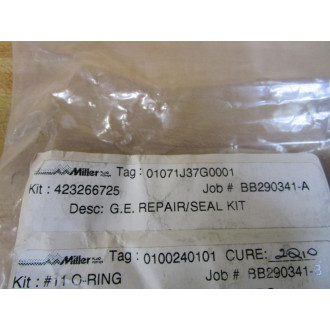 Miller Tag: 01071J37G0001
Kit: 423266725 Job # BB290341-A
Desc: G.E. REPAIR/SEAL KIT
Miller Tag: 0100240101 CURE: 2Q10
Kit: #11 O-RING Job # BB290341-B